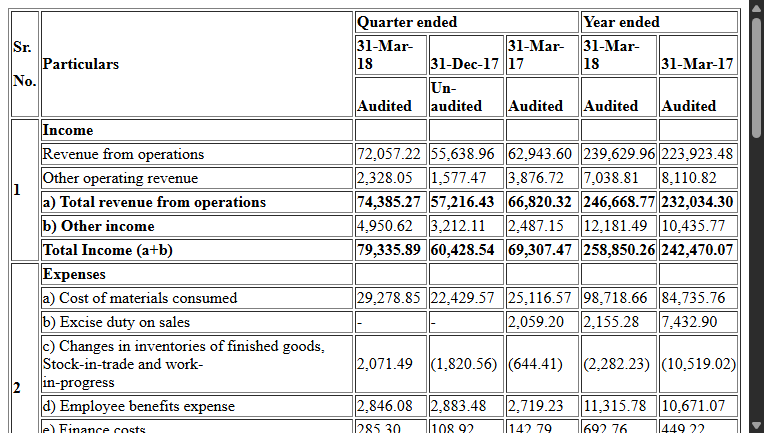 Sr. No. Particulars Quarter ended Year ended
31-Mar-18 31-Dec-17 31-Mar-17 31-Mar-18 31-Mar-17
Audited Un-audited Audited Audited Audited
1 Income
Revenue from operations 72,057.22 55,638.96 62,943.60 239,629.96 223,923.48
Other operating revenue 2,328.05 1,577.47 3,876.72 7,038.81 8,110.82
a) Total revenue from operations 74,385.27 57,216.43 66,820.32 246,668.77 232,034.30
b) Other income 4,950.62 3,212.11 2,487.15 12,181.49 10,435.77
Total Income (a+b) 79,335.89 60,428.54 69,307.47 258,850.26 242,470.07
2 Expenses
a) Cost of materials consumed 29,278.85 22,429.57 25,116.57 98,718.66 84,735.76
b) Excise duty on sales - - 2,059.20 2,155.28 7,432.90
c) Changes in inventories of finished goods,
Stock-in-trade and work-
in-progress 2,071.49 (1,820.56) (644.41) (2,282.23) (10,519.02)
d) Employee benefits expense 2,846.08 2,883.48 2,719.23 11,315.78 10,671.07
e) Finance costs 285.30 108.92 142.79 692.76 449.22